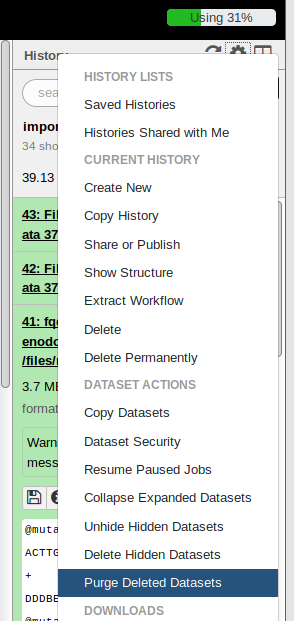 Using 31%
History
HISTORY LISTS
Saved Histories
Histories Shared with Me
CURRENT HISTORY
Create New
Copy History
Share or Publish
Show Structure
Extract Workflow
Delete
Delete Permanently
DATASET ACTIONS
Copy Datasets
Dataset Security
Resume Paused Jobs
Collapse Expanded Datasets
Unhide Hidden Datasets
Delete Hidden Datasets
Purge Deleted Datasets
DOWNLOADS
sea
impor
34 sho
39.13
43: Fil
ata 37
42: Fil
ata 37
41: fqc
enodo
/files/r
3.7 ME
format
Warn
mess
@muta
ACTTG
+
DDDBE
@muta